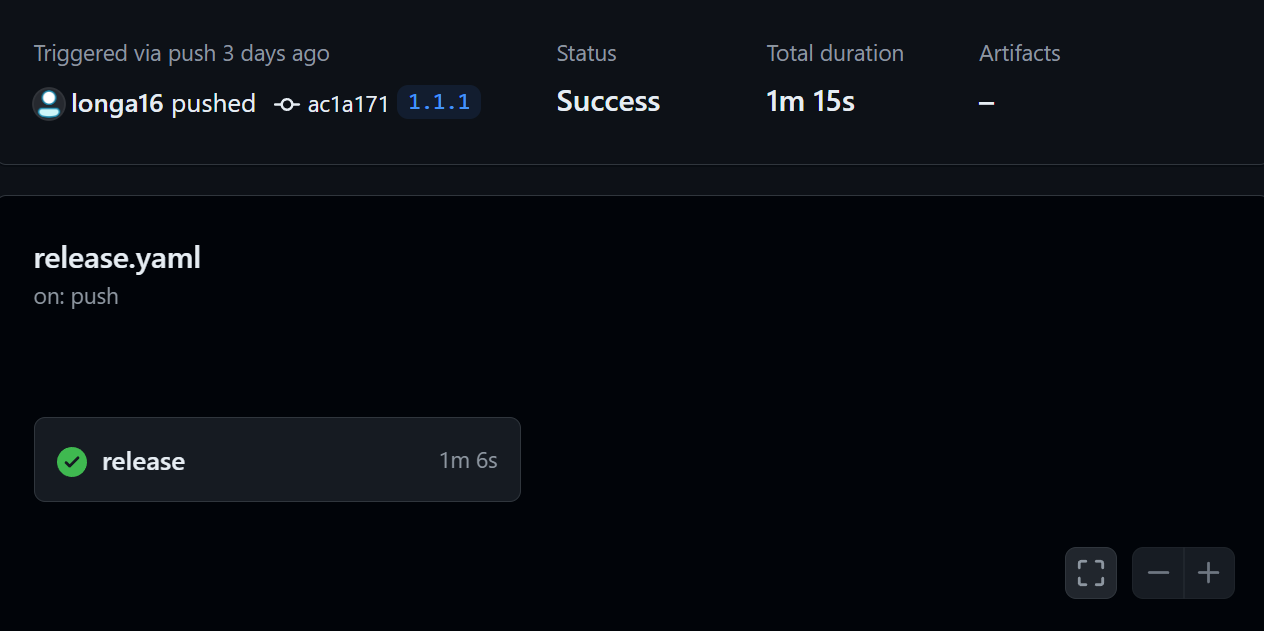 Triggered via push 3 days ago
longa16 pushed ac1a171 1.1.1
Status
Success
Total duration
1m 15s
Artifacts
–
release.yaml
on: push
release 1m 6s